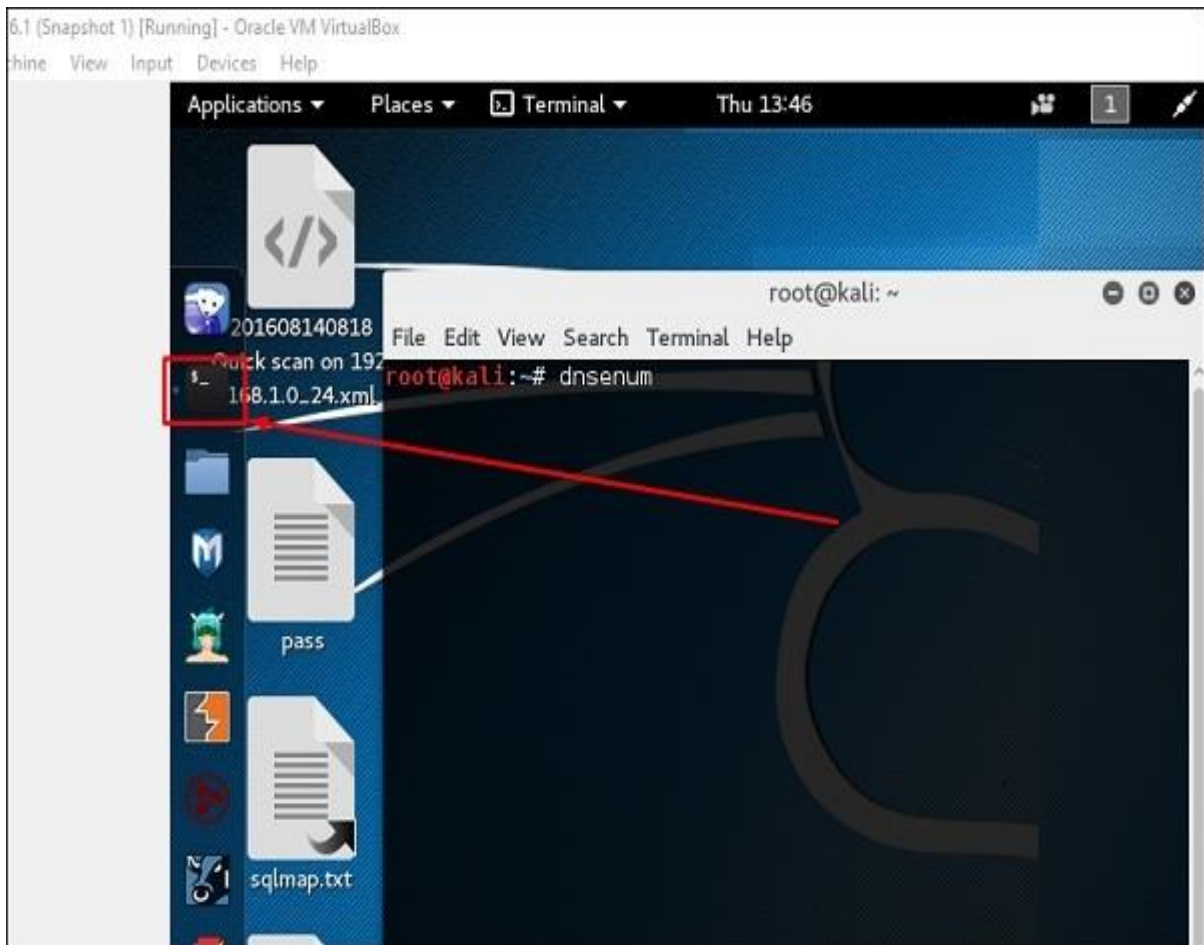 6.1 (Snapshot 1) [Running] - Oracle VM VirtualBox
chine View Input Devices Help
Applications ▾ Places ▾ Terminal ▾ Thu 13:46 1
201608140818
Quick scan on 192
168.1.0_24.xml
root@kali: ~
File Edit View Search Terminal Help
$_
root@kali:~# dnsenum
pass
sqlmap.txt